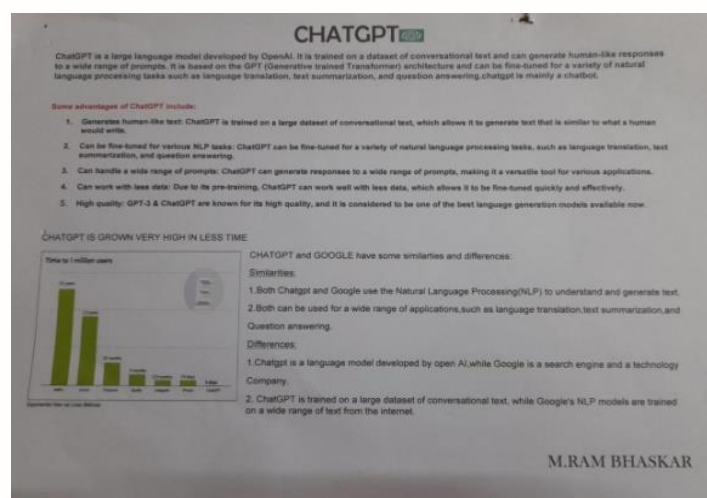 CHATGPT
ChatGPT is a large language model developed by OpenAI. It is trained on a dataset of conversational text and can generate human-like responses
to a wide range of prompts. It is based on the GPT (Generative trained Transformer) architecture and can be fine-tuned for a variety of natural
language processing tasks such as language translation, text summarization, and question answering.chatgpt is mainly a chatbot.
Some advantages of ChatGPT include:
1. Generates human-like text: ChatGPT is trained on a large dataset of conversational text, which allows it to generate text that is similar to what a human
would write.
2. Can be fine-tuned for various NLP tasks: ChatGPT can be fine-tuned for a variety of natural language processing tasks, such as language translation, text
summarization, and question answering.
3. Can handle a wide range of prompts: ChatGPT can generate responses to a wide range of prompts, making it a versatile tool for various applications.
4. Can work with less data: Due to its pre-training, ChatGPT can work well with less data, which allows it to be fine-tuned quickly and effectively.
5. High quality: GPT-3 & ChatGPT are known for its high quality, and it is considered to be one of the best language generation models available now.
CHATGPT IS GROWN VERY HIGH IN LESS TIME
Time to 1 million users
CHATGPT and GOOGLE have some similarties and differences:
Similarities:
1.Both Chatgpt and Google use the Natural Language Processing(NLP) to understand and generate text.
2.Both can be used for a wide range of applications,such as language translation,text summarization,and
Question answering.
Differences:
1.Chatgpt is a language model developed by open AI,while Google is a search engine and a technology
Company.
2. ChatGPT is trained on a large dataset of conversational text, while Google's NLP models are trained
on a wide range of text from the internet.
M.RAM BHASKAR